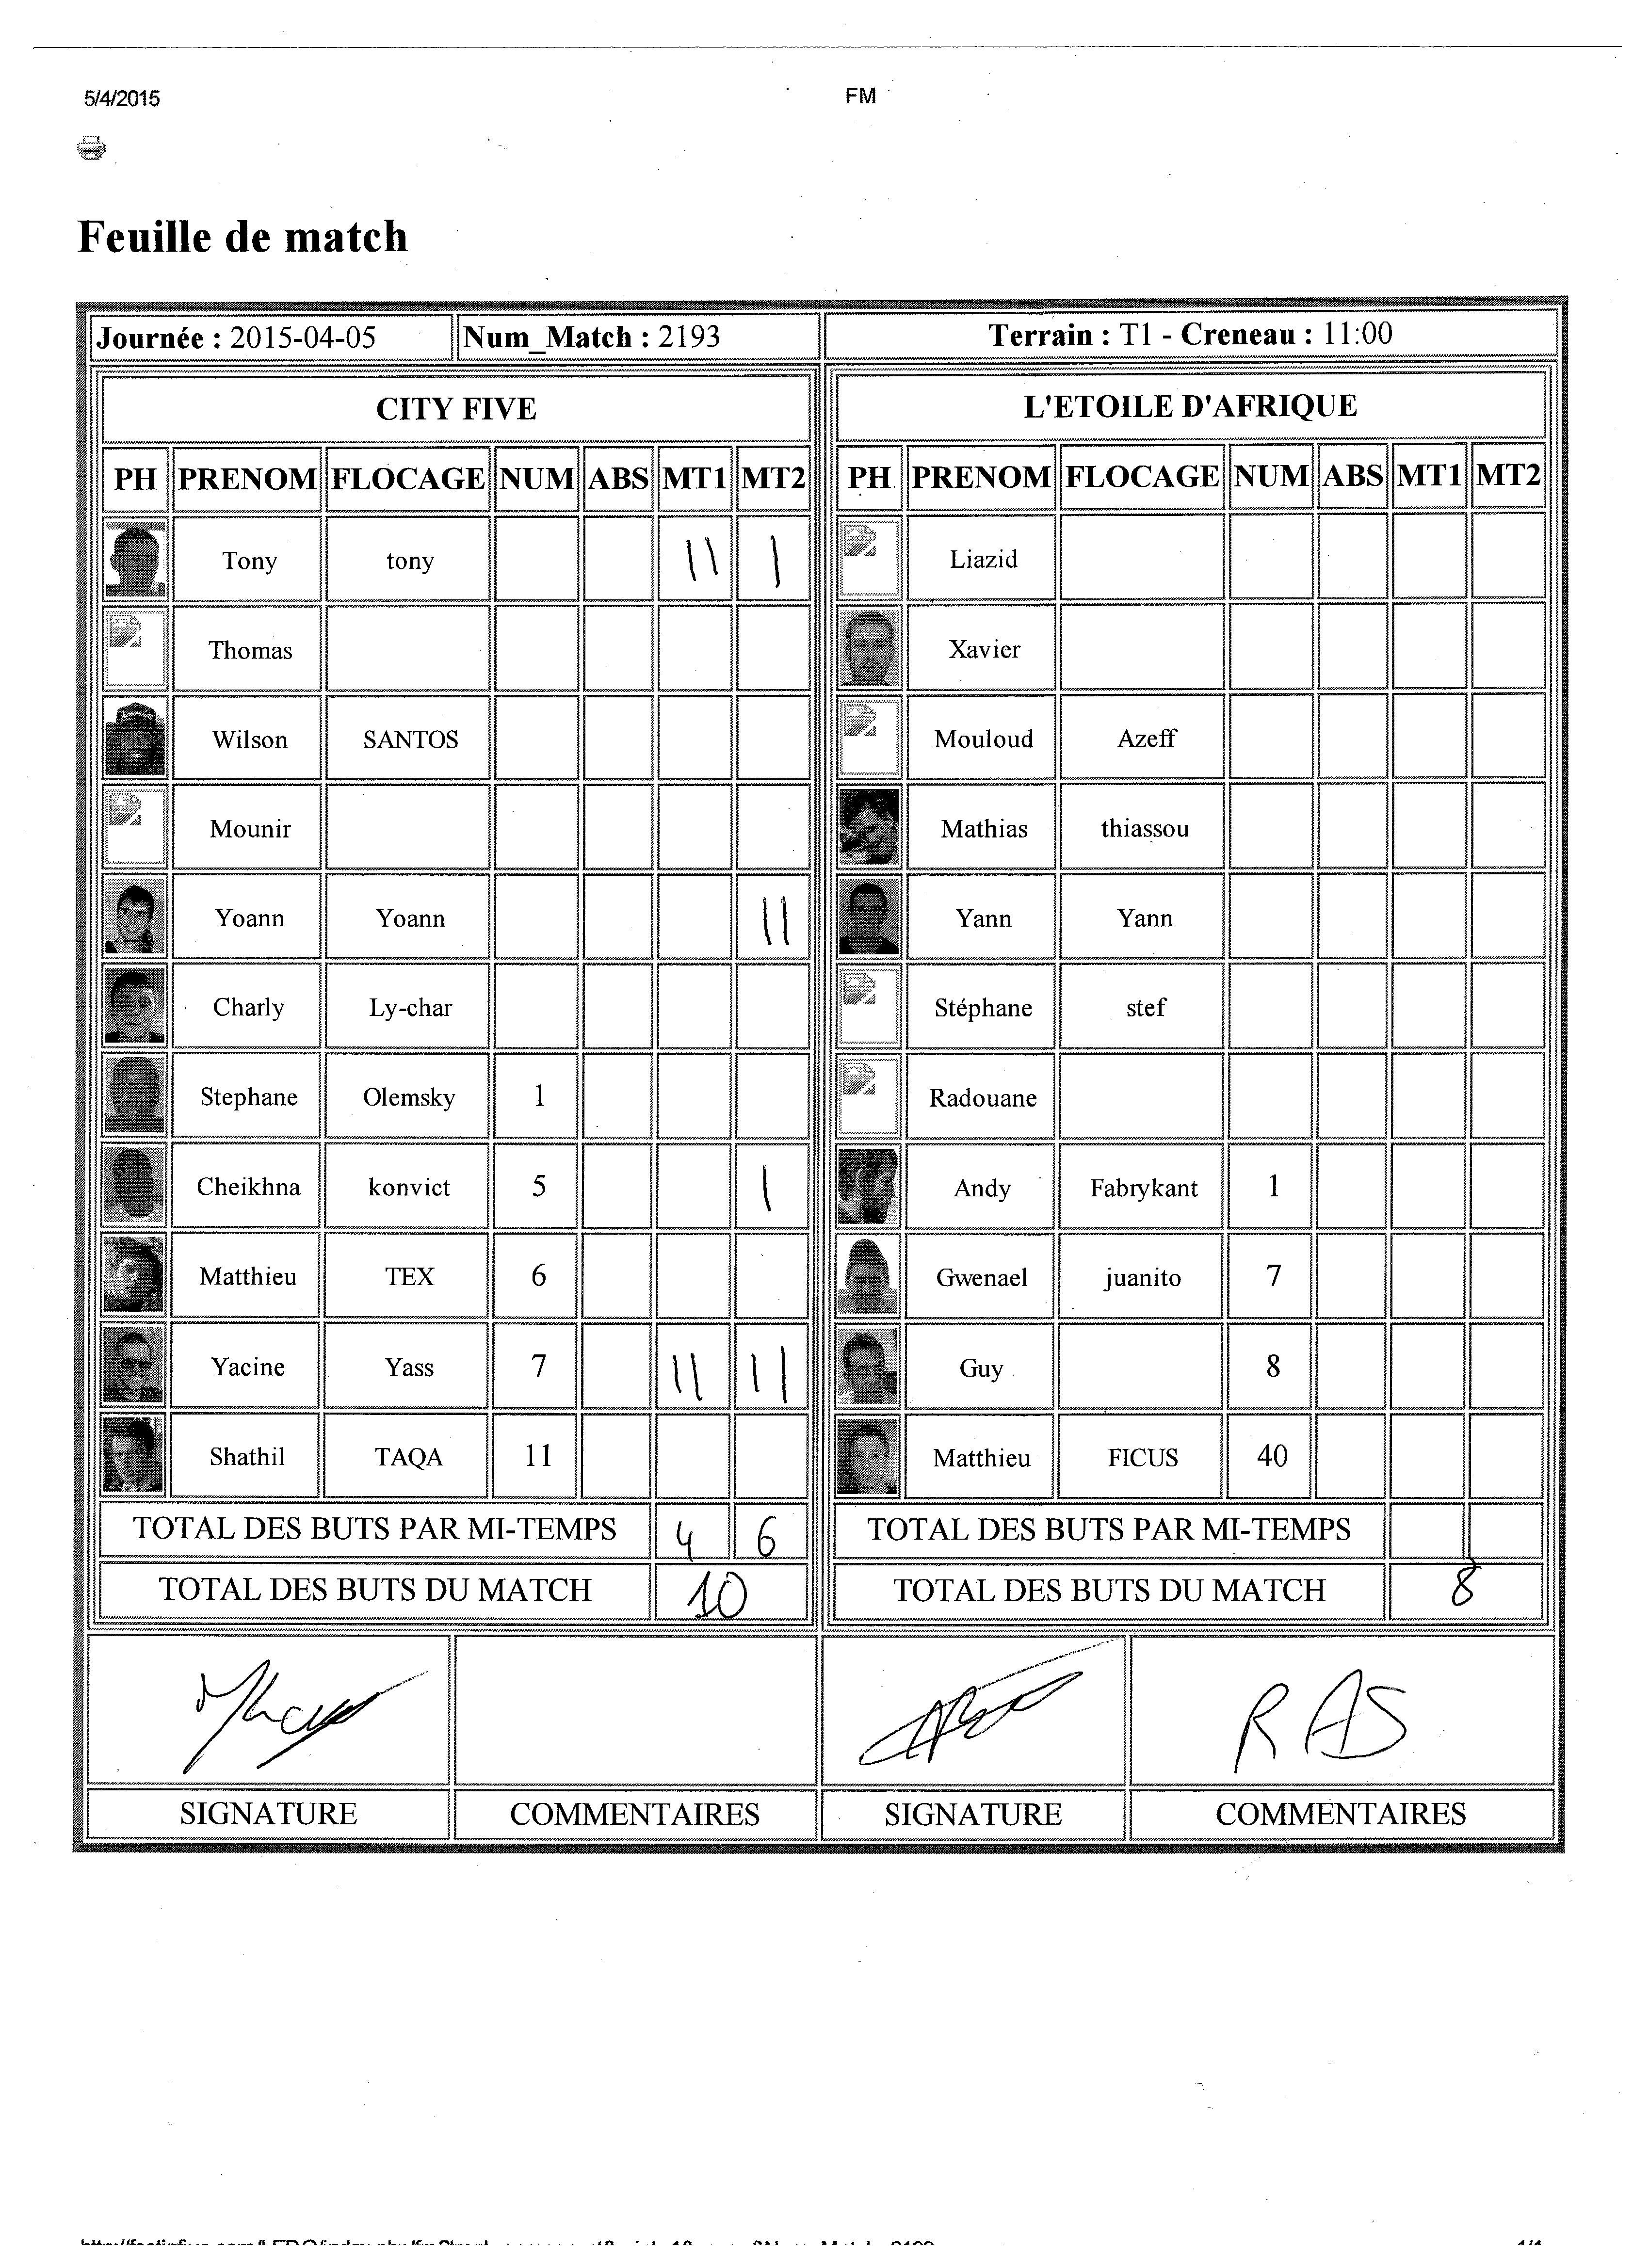 5/4/2015 FM
Feuille de match
Journée : 2015-04-05 Num_Match : 2193 Terrain : T1 - Creneau : 11:00
CITY FIVE L'ETOILE D'AFRIQUE
PH PRENOM FLOCAGE NUM ABS MT1 MT2 PH PRENOM FLOCAGE NUM ABS MT1 MT2
Tony tony || | Liazid
Thomas Xavier
Wilson SANTOS Mouloud Azeff
Mounir Mathias thiassou
Yoann Yoann || Yann Yann
Charly Ly-char Stéphane stef
Stephane Olemsky 1 Radouane
Cheikhna konvict 5 | Andy Fabrykant 1
Matthieu TEX 6 Gwenael juanito 7
Yacine Yass 7 || || Guy 8
Shathil TAQA 11 Matthieu FICUS 40
TOTAL DES BUTS PAR MI-TEMPS 4 6 TOTAL DES BUTS PAR MI-TEMPS
TOTAL DES BUTS DU MATCH 10 TOTAL DES BUTS DU MATCH 8
RAS
SIGNATURE COMMENTAIRES SIGNATURE COMMENTAIRES